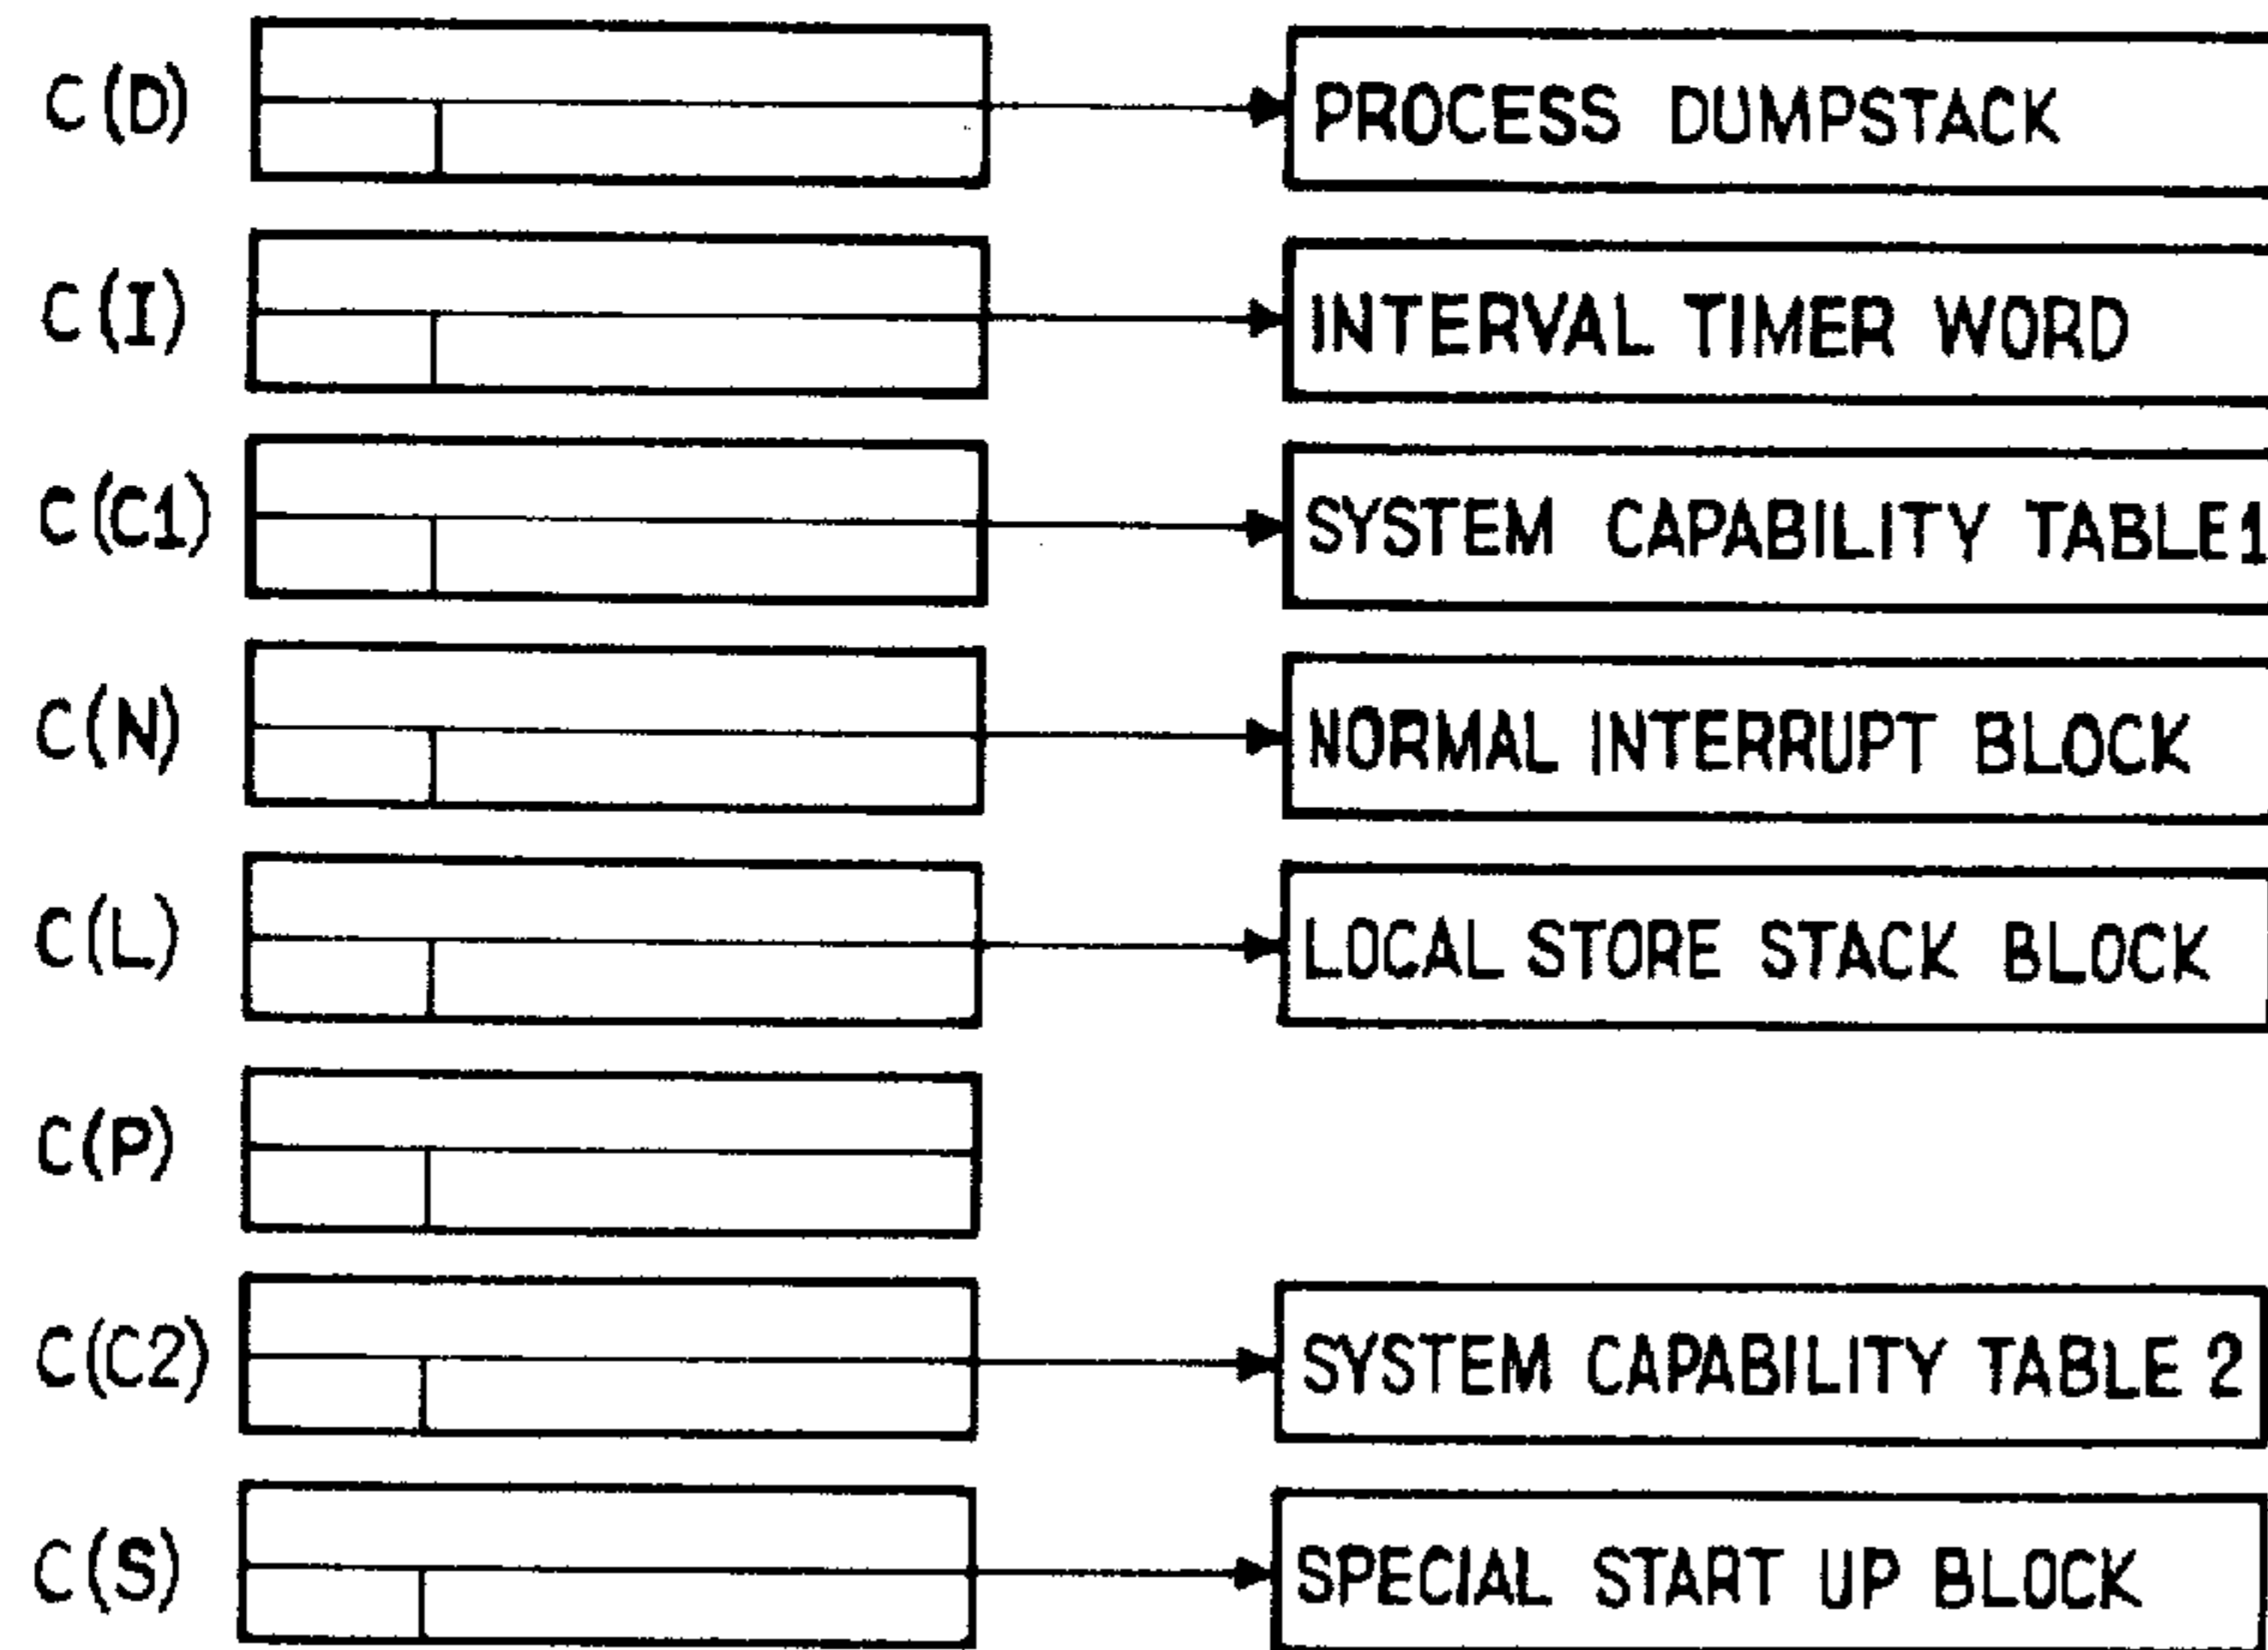 C(D) PROCESS DUMPSTACK
C(I) INTERVAL TIMER WORD
C(C1) SYSTEM CAPABILITY TABLE1
C(N) NORMAL INTERRUPT BLOCK
C(L) LOCAL STORE STACK BLOCK
C(P)
C(C2) SYSTEM CAPABILITY TABLE 2
C(S) SPECIAL START UP BLOCK